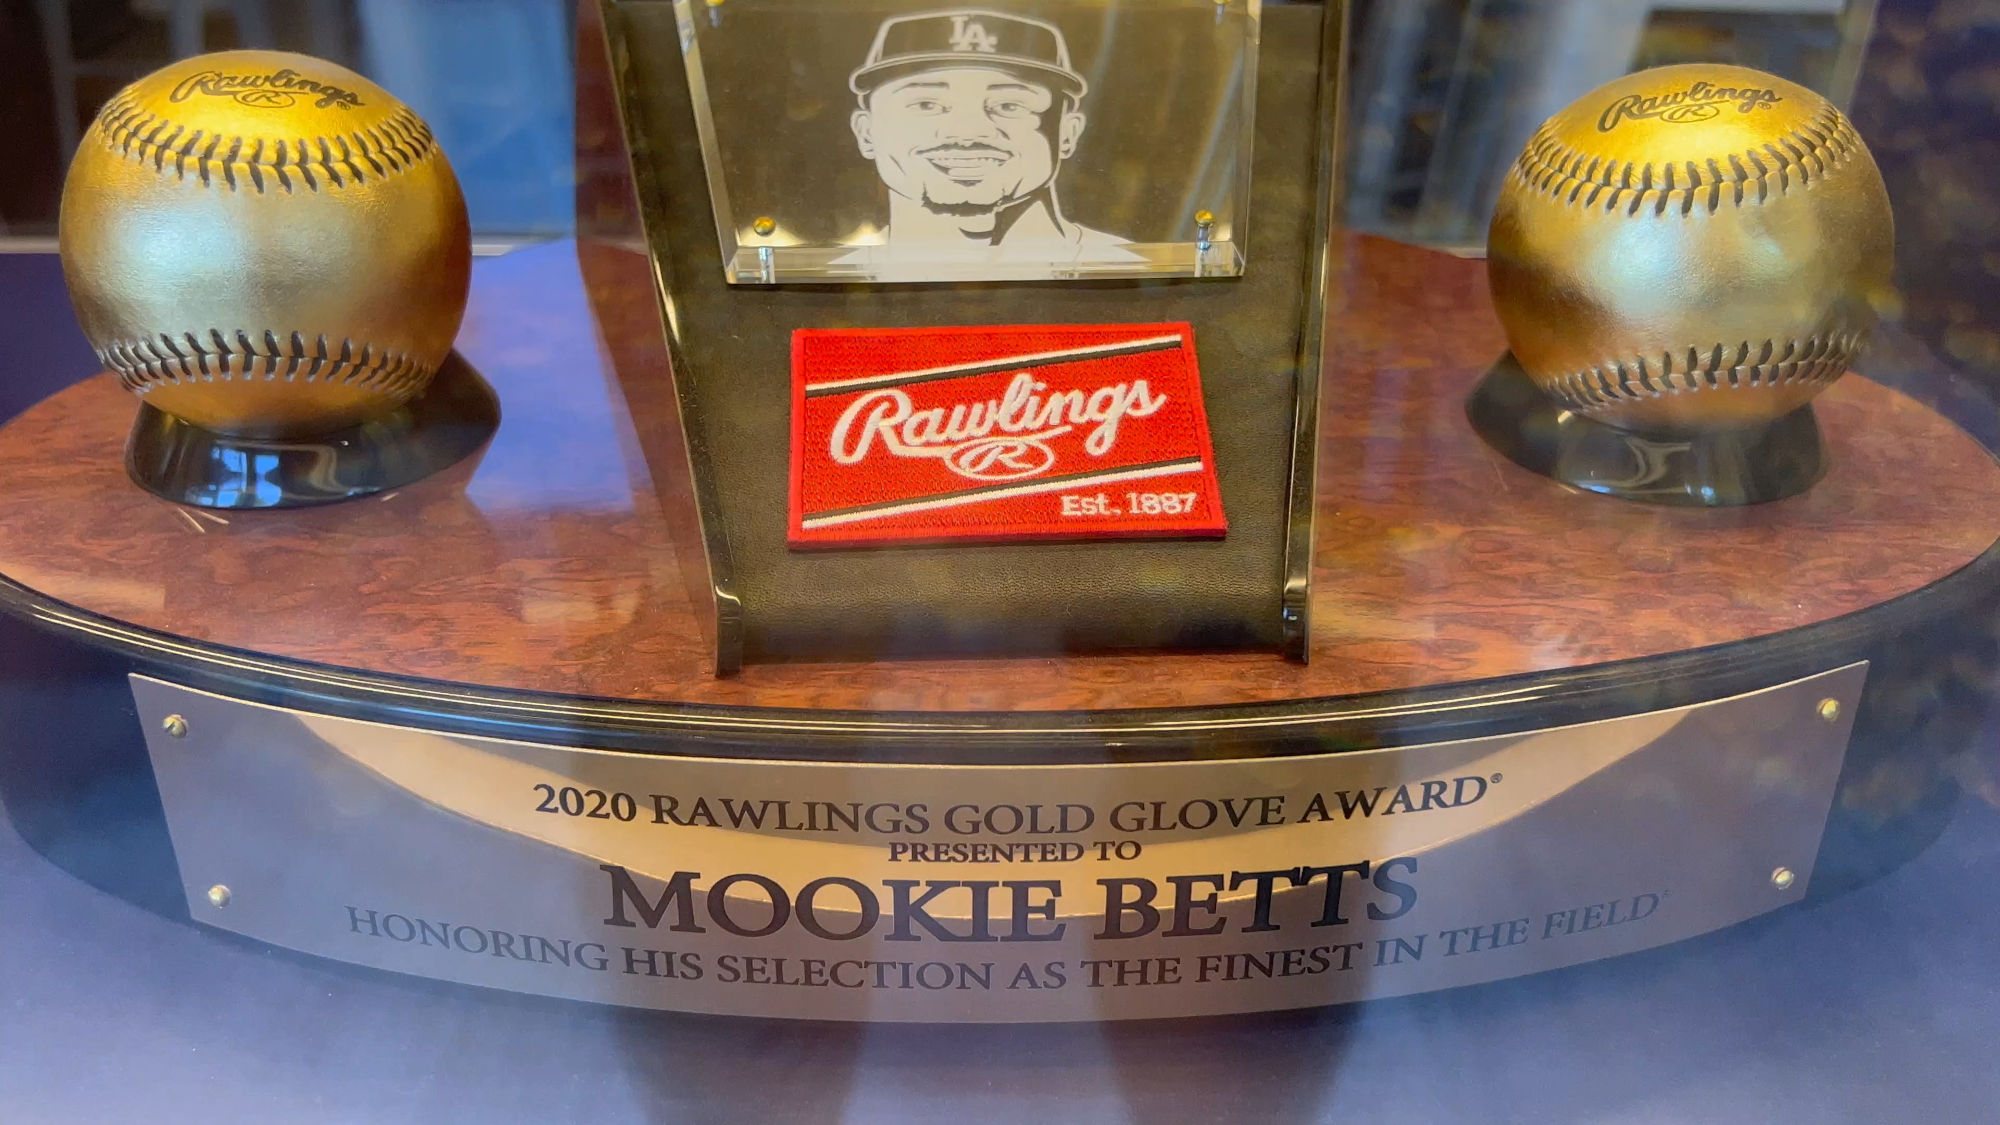 LA
Rawlings
R
Rawlings
R
Rawlings
R
Est. 1887
2020 RAWLINGS GOLD GLOVE AWARD®
PRESENTED TO
MOOKIE BETTS
HONORING HIS SELECTION AS THE FINEST IN THE FIELD®